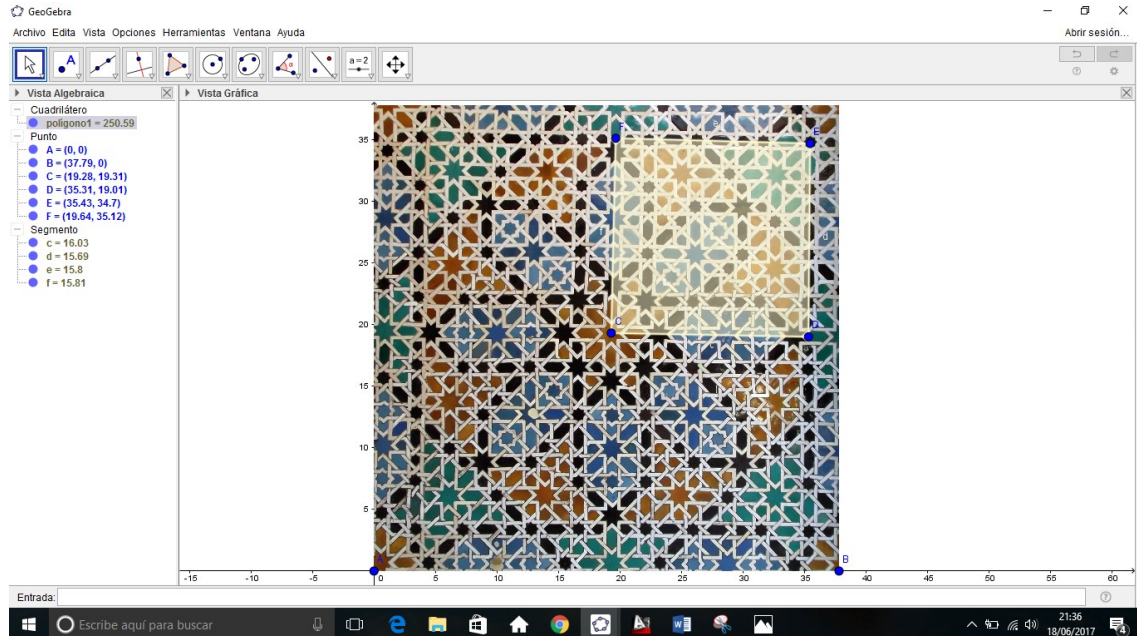 GeoGebra
Archivo Edita Vista Opciones Herramientas Ventana Ayuda
Abrir sesión...
A
a = 2
Vista Algebraica
Vista Gráfica
Cuadrilátero
polígono1 = 250.59
Punto
A = (0, 0)
B = (37.79, 0)
C = (19.28, 19.31)
D = (35.31, 19.01)
E = (35.43, 34.7)
F = (19.64, 35.12)
Segmento
c = 16.03
d = 15.69
e = 15.8
f = 15.81
35
30
25
20
15
10
5
F
e
E
f
d
C
c
D
A
B
-15 -10 -5 0 5 10 15 20 25 30 35 40 45 50 55 60
Entrada:
Escribe aquí para buscar
21:36
18/06/2017
4